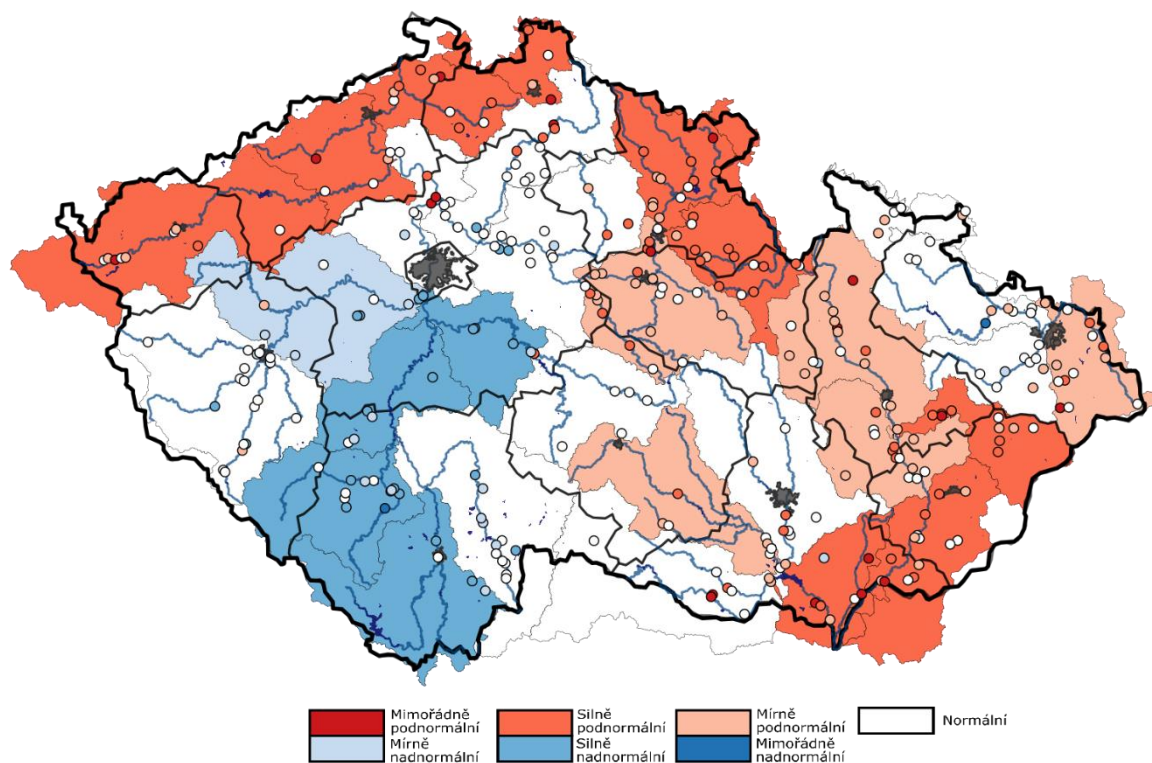 Mimořádně
podnormální
Silně
podnormální
Mírně
podnormální
Normální
Mírně
nadnormální
Silně
nadnormální
Mimořádně
nadnormální